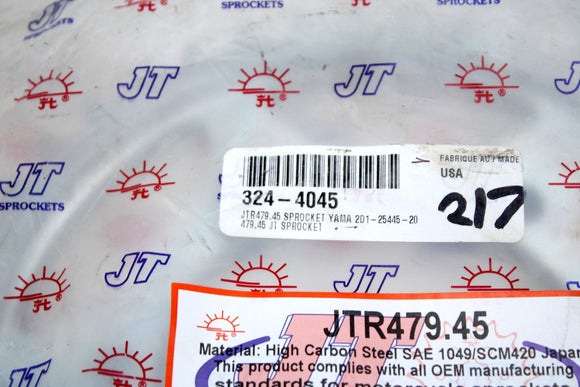 JT
SPROCKETS
JT
SPROCKETS
JT
JT
JT
JT
SPROCKETS
JT
JT
FABRIQUE AU / MADE
USA
324-4045
217
JTR479.45 SPROCKET YAMA 2D1-25445-20
479.45 JT SPROCKET
JTR479.45
Material: High Carbon Steel SAE 1049/SCM420 Japan
This product complies with all OEM manufacturing
standards for motorcycle